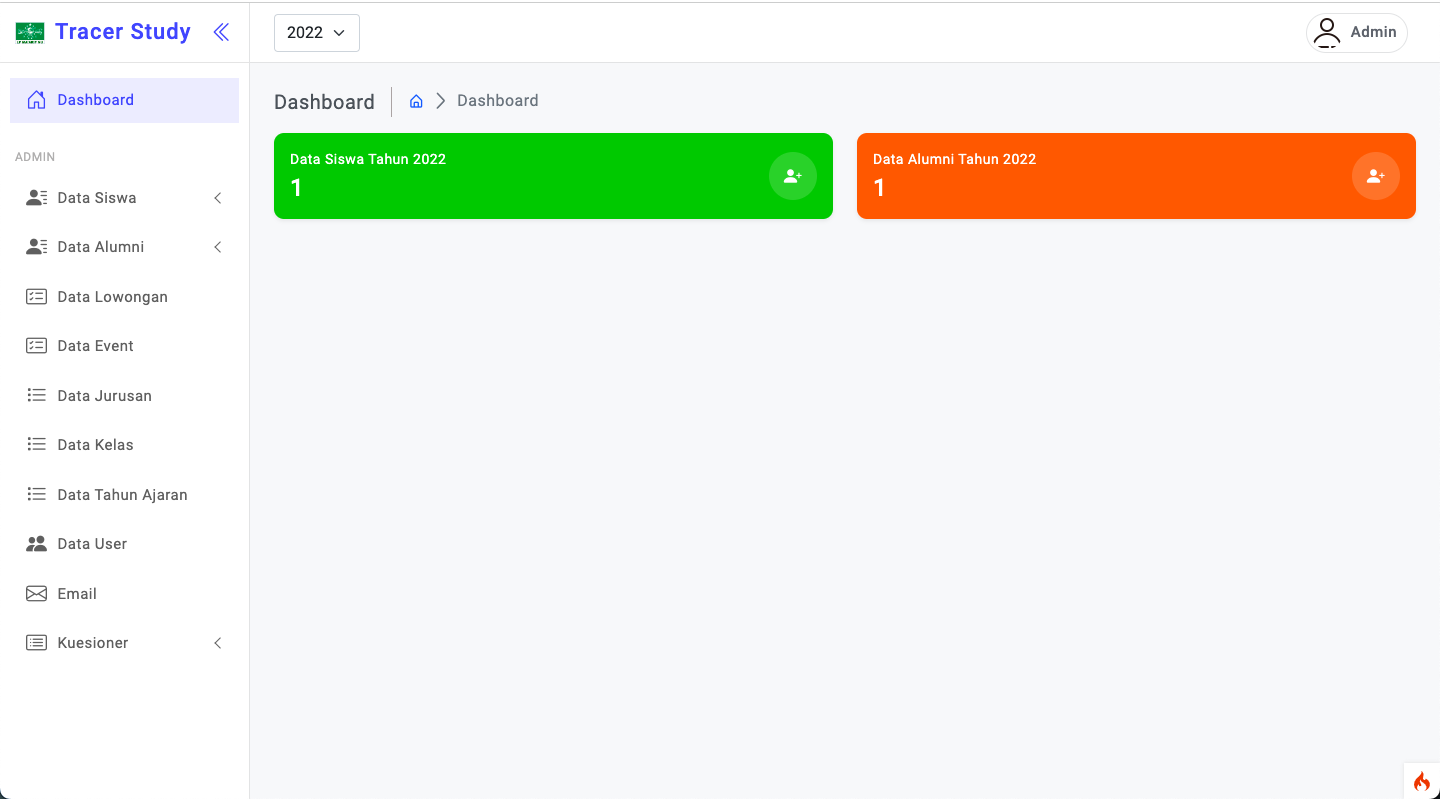 Tracer Study
2022
Admin
Dashboard
ADMIN
Data Siswa
Data Alumni
Data Lowongan
Data Event
Data Jurusan
Data Kelas
Data Tahun Ajaran
Data User
Email
Kuesioner
Dashboard
Dashboard
Data Siswa Tahun 2022
1
Data Alumni Tahun 2022
1